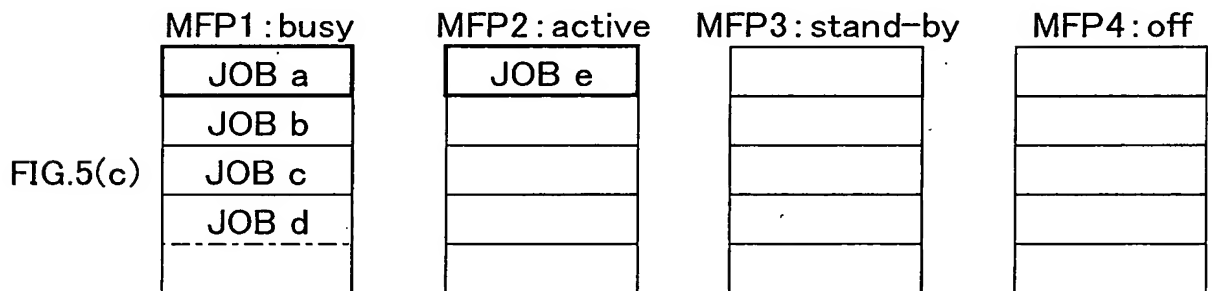 MFP1:busy MFP2:active MFP3:stand-by MFP4:off
JOB a JOB e
JOB b
FIG.5(c) JOB c
JOB d